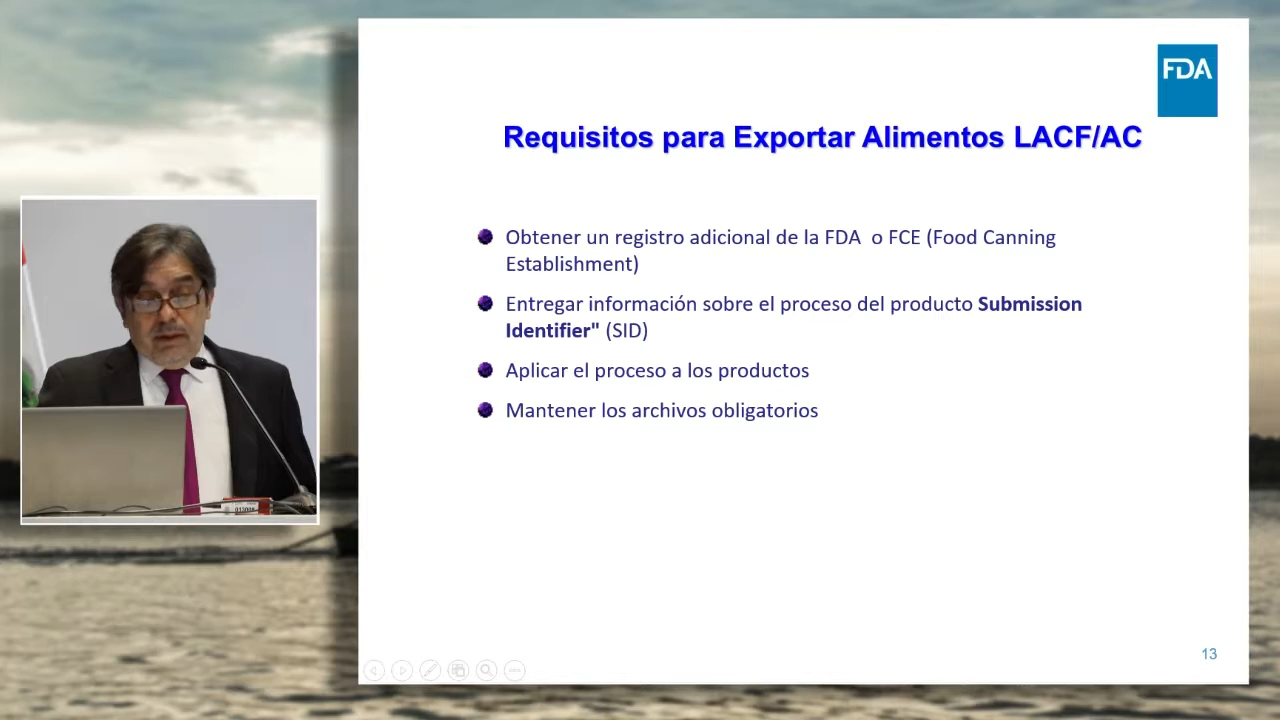 FDA
Requisitos para Exportar Alimentos LACF/AC
Obtener un registro adicional de la FDA o FCE (Food Canning
Establishment)
Entregar información sobre el proceso del producto Submission
Identifier" (SID)
Aplicar el proceso a los productos
Mantener los archivos obligatorios
13